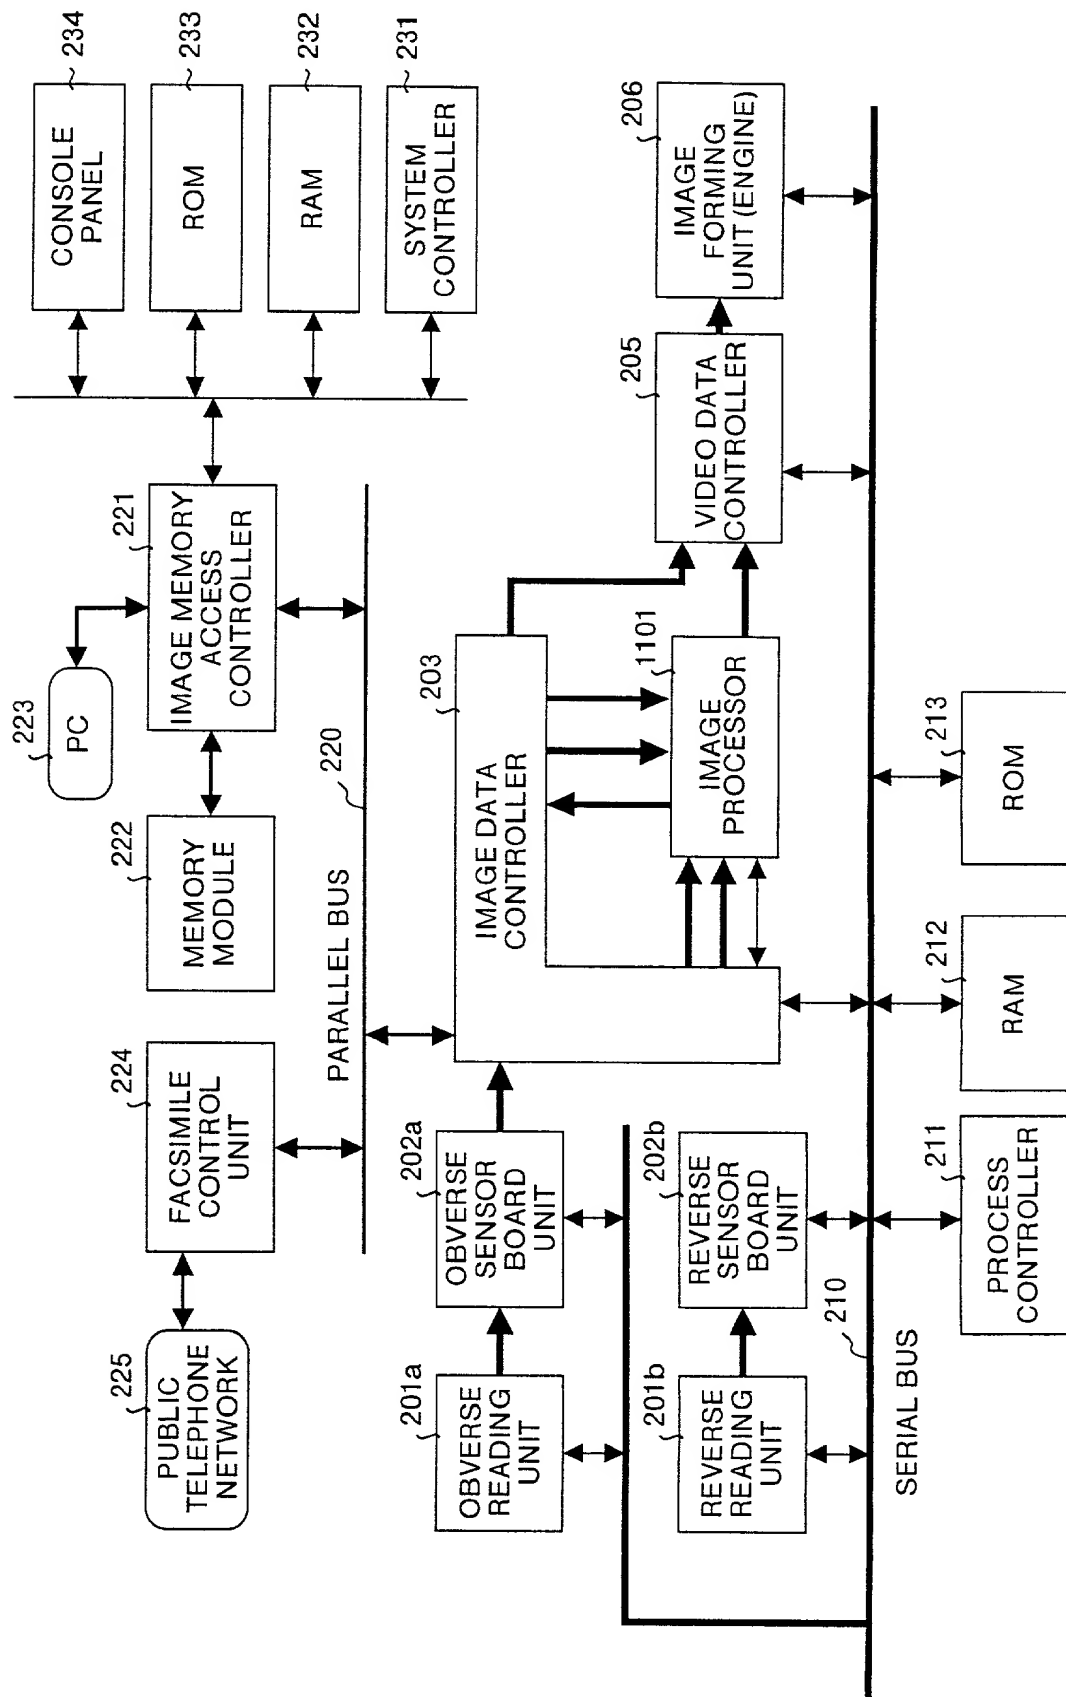 225
PUBLIC
TELEPHONE
NETWORK
224
FACSIMILE
CONTROL
UNIT
222
MEMORY
MODULE
223
PC
221
IMAGE MEMORY
ACCESS
CONTROLLER
234
CONSOLE
PANEL
233
ROM
232
RAM
231
SYSTEM
CONTROLLER
PARALLEL BUS
220
201a
OBVERSE
READING
UNIT
202a
OBVERSE
SENSOR
BOARD
UNIT
203
IMAGE DATA
CONTROLLER
1101
IMAGE
PROCESSOR
205
VIDEO DATA
CONTROLLER
206
IMAGE
FORMING
UNIT (ENGINE)
201b
REVERSE
READING
UNIT
202b
REVERSE
SENSOR
BOARD
UNIT
210
SERIAL BUS
211
PROCESS
CONTROLLER
212
RAM
213
ROM